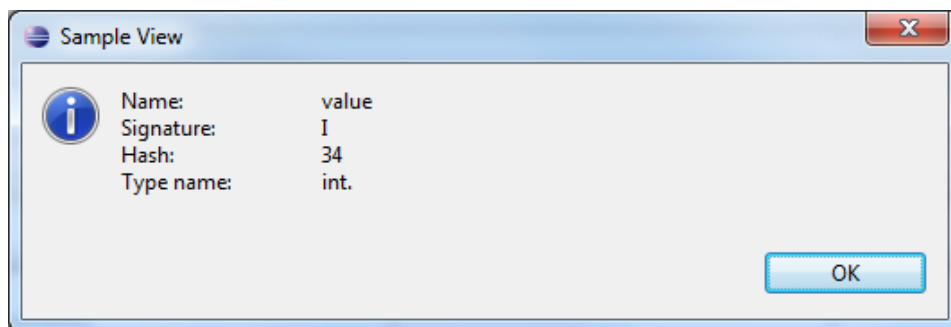 Sample View
Name: value
Signature: I
Hash: 34
Type name: int.
OK